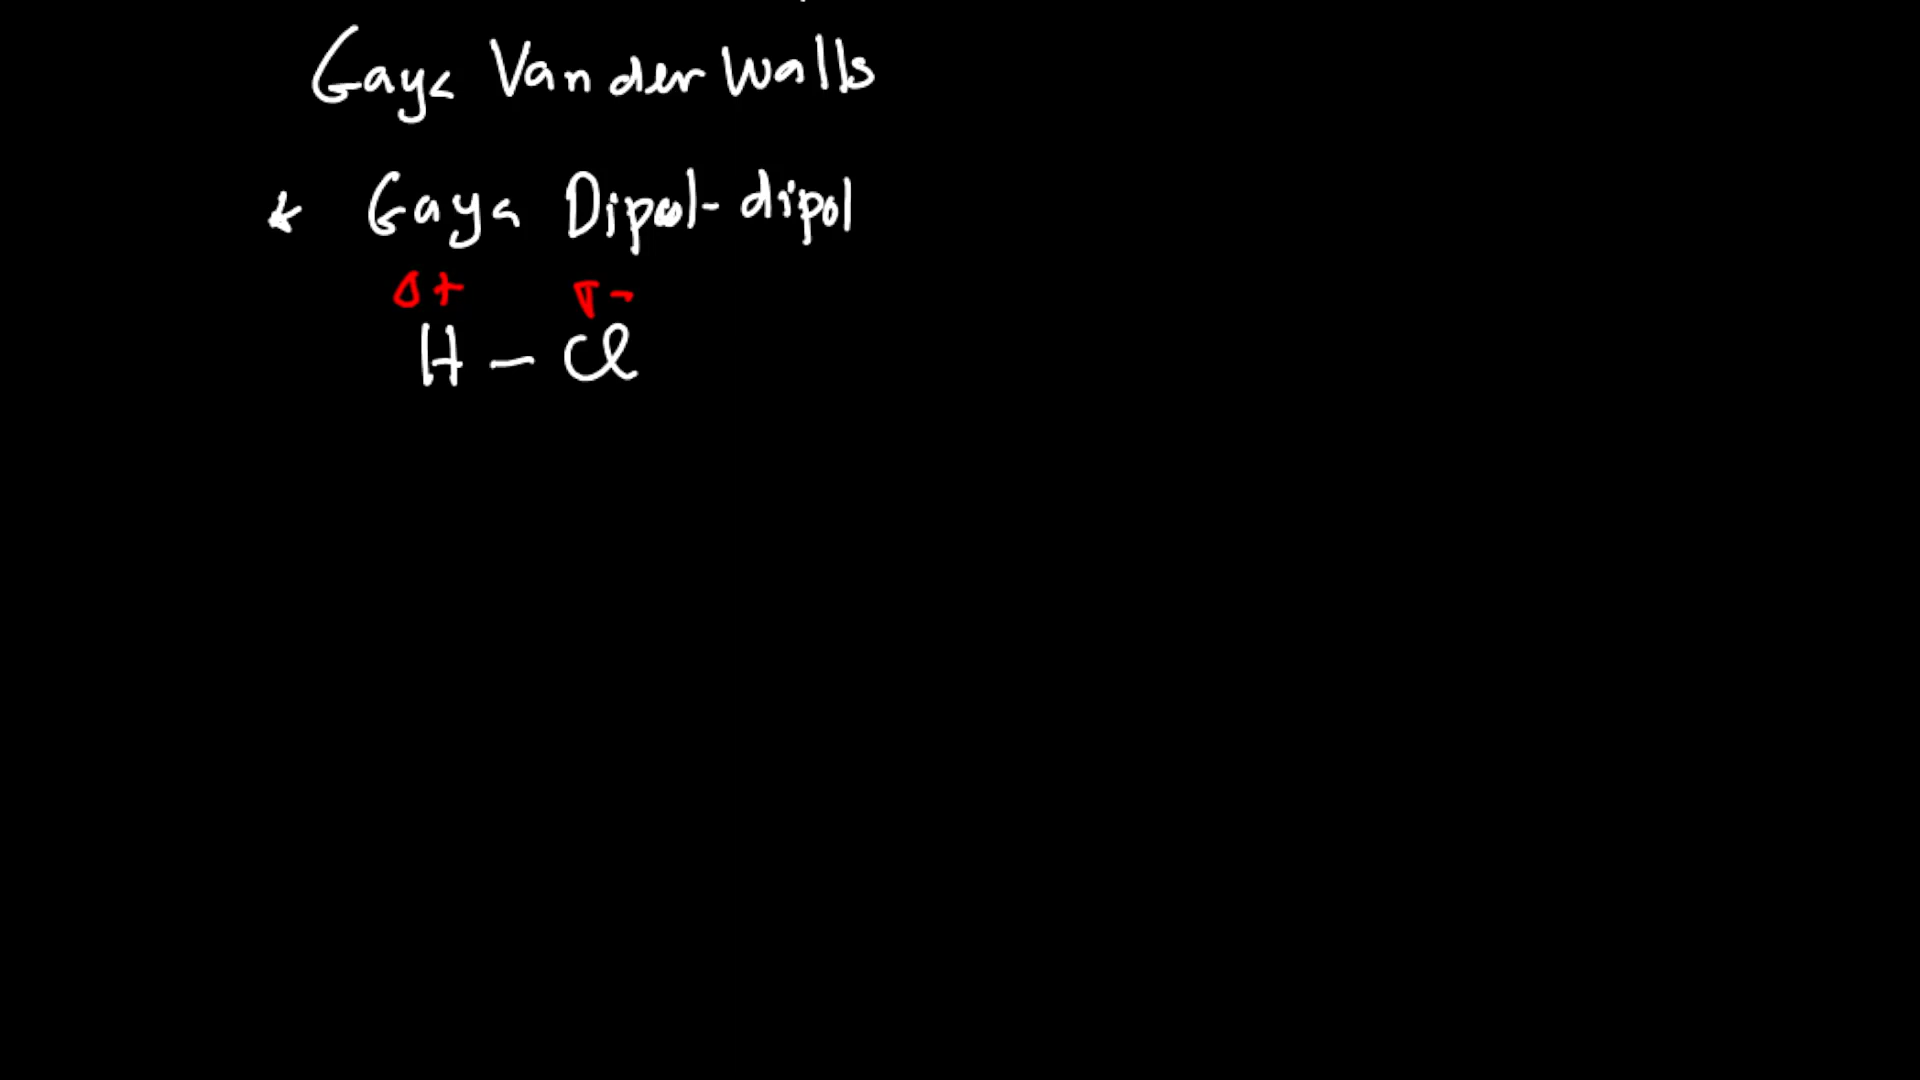 Gaya Van der Walls
* Gaya Dipol-dipol
δ+ δ-
H - Cl